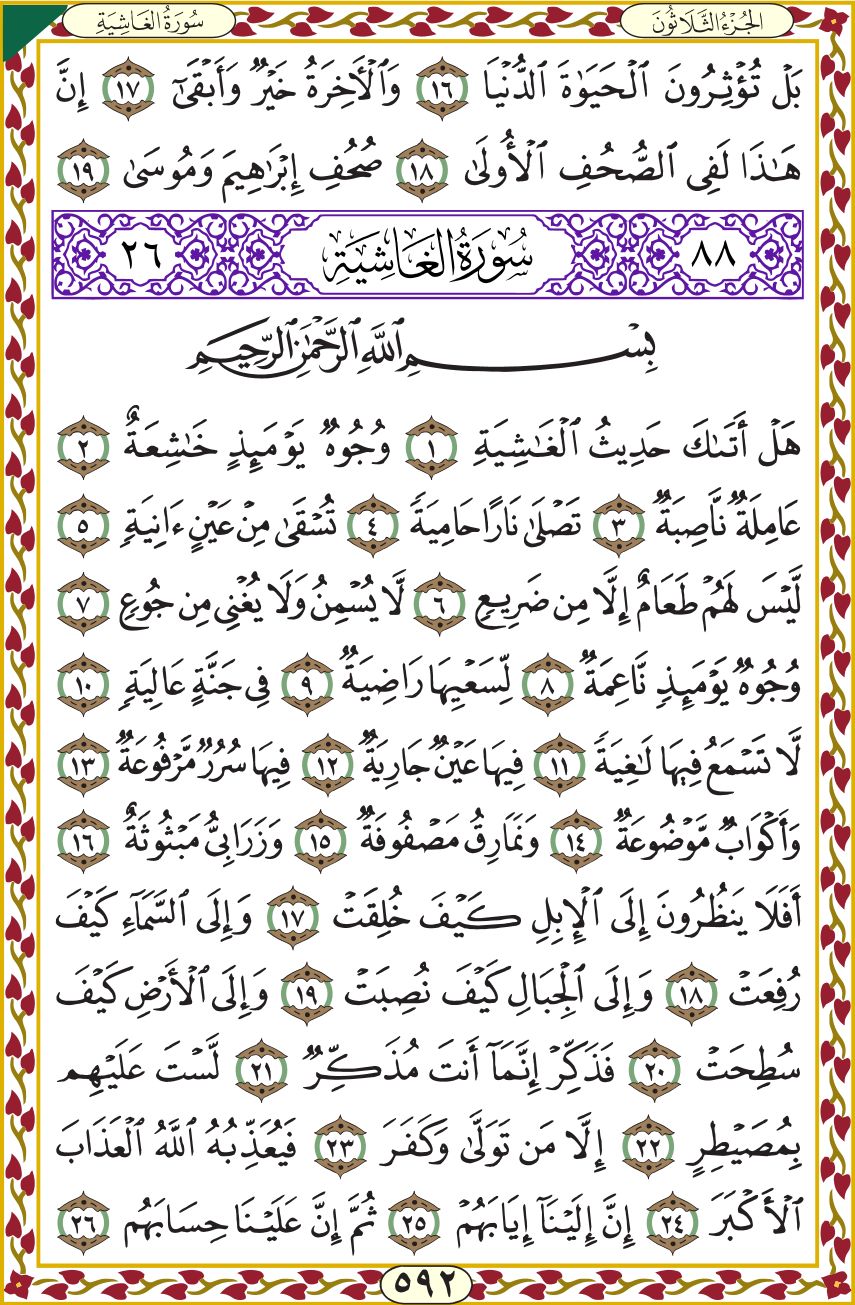 الجُزْءُ الثَّلَاثُونَ سُورَةُ الغَاشِيَةِ
بَلْ تُؤْثِرُونَ ٱلْحَيَوٰةَ ٱلدُّنْيَا ١٦ وَٱلْأَخِرَةُ خَيْرٌ وَأَبْقَىٰٓ ١٧ إِنَّ
هَـٰذَا لَفِى ٱلصُّحُفِ ٱلْأُولَىٰ ١٨ صُحُفِ إِبْرَٰهِيمَ وَمُوسَىٰ ١٩
٨٨ سُورَةُ الغَاشِيَةِ ٢٦
بِسْمِ ٱللَّهِ ٱلرَّحْمَـٰنِ ٱلرَّحِيمِ
هَلْ أَتَىٰكَ حَدِيثُ ٱلْغَـٰشِيَةِ ١ وُجُوهٌ يَوْمَئِذٍ خَـٰشِعَةٌ ٢
عَامِلَةٌ نَّاصِبَةٌ ٣ تَصْلَىٰ نَارًا حَامِيَةً ٤ تُسْقَىٰ مِنْ عَيْنٍ ءَانِيَةٍ ٥
لَّيْسَ لَهُمْ طَعَامٌ إِلَّا مِن ضَرِيعٍ ٦ لَّا يُسْمِنُ وَلَا يُغْنِى مِن جُوعٍ ٧
وُجُوهٌ يَوْمَئِذٍ نَّاعِمَةٌ ٨ لِّسَعْيِهَا رَاضِيَةٌ ٩ فِى جَنَّةٍ عَالِيَةٍ ١٠
لَّا تَسْمَعُ فِيهَا لَـٰغِيَةً ١١ فِيهَا عَيْنٌ جَارِيَةٌ ١٢ فِيهَا سُرُرٌ مَّرْفُوعَةٌ ١٣
وَأَكْوَابٌ مَّوْضُوعَةٌ ١٤ وَنَمَارِقُ مَصْفُوفَةٌ ١٥ وَزَرَابِىُّ مَبْثُوثَةٌ ١٦
أَفَلَا يَنظُرُونَ إِلَى ٱلْإِبِلِ كَيْفَ خُلِقَتْ ١٧ وَإِلَى ٱلسَّمَآءِ كَيْفَ
رُفِعَتْ ١٨ وَإِلَى ٱلْجِبَالِ كَيْفَ نُصِبَتْ ١٩ وَإِلَى ٱلْأَرْضِ كَيْفَ
سُطِحَتْ ٢٠ فَذَكِّرْ إِنَّمَآ أَنتَ مُذَكِّرٌ ٢١ لَّسْتَ عَلَيْهِم
بِمُصَيْطِرٍ ٢٢ إِلَّا مَن تَوَلَّىٰ وَكَفَرَ ٢٣ فَيُعَذِّبُهُ ٱللَّهُ ٱلْعَذَابَ
ٱلْأَكْبَرَ ٢٤ إِنَّ إِلَيْنَآ إِيَابَهُمْ ٢٥ ثُمَّ إِنَّ عَلَيْنَا حِسَابَهُم ٢٦
٥٩٢